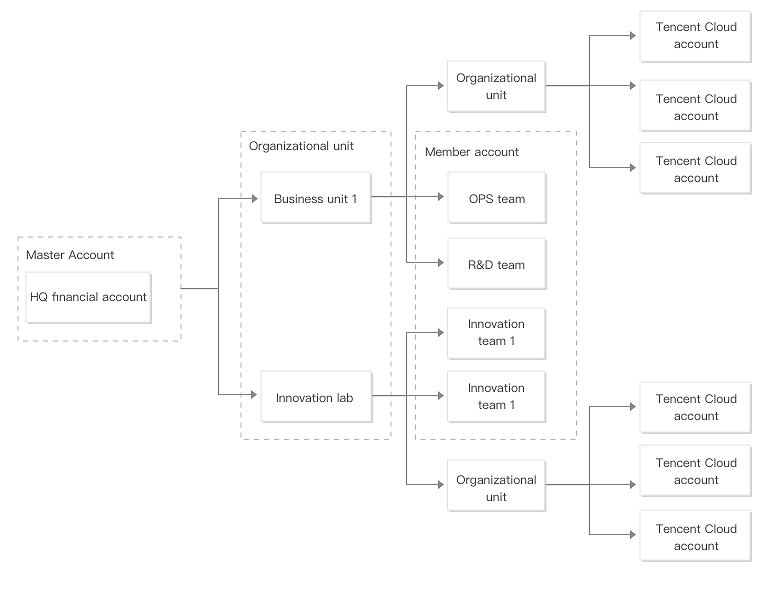 Master Account
HQ financial account
Organizational unit
Business unit 1
Innovation lab
Organizational
unit
Member account
OPS team
R&D team
Innovation
team 1
Innovation
team 1
Organizational
unit
Tencent Cloud
account
Tencent Cloud
account
Tencent Cloud
account
Tencent Cloud
account
Tencent Cloud
account
Tencent Cloud
account